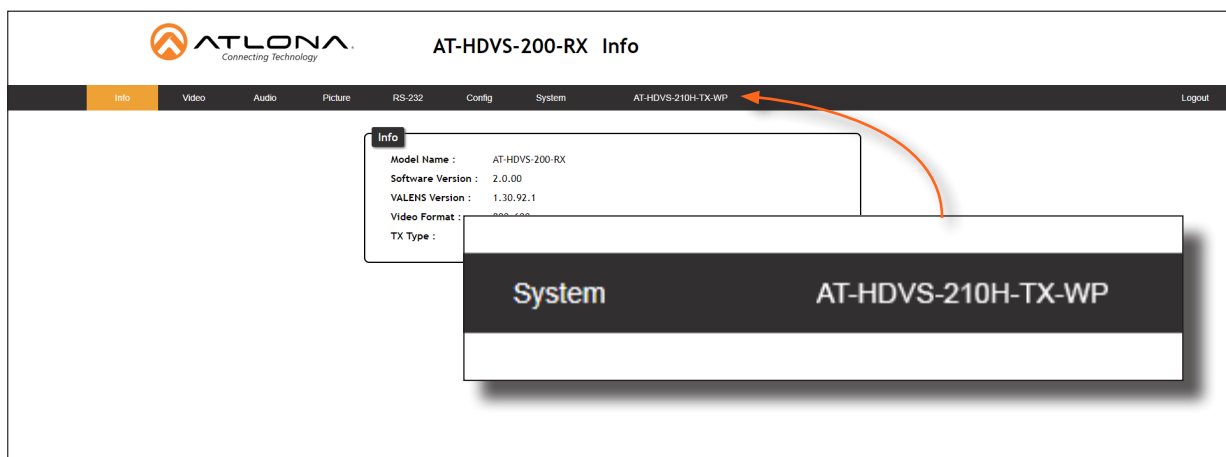 ATLONA
Connecting Technology
AT-HDVS-200-RX Info
Info Video Audio Picture RS-232 Config System AT-HDVS-210H-TX-WP Logout
Info
Model Name : AT-HDVS-200-RX
Software Version : 2.0.00
VALENS Version : 1.30.92.1
Video Format :
TX Type :
System AT-HDVS-210H-TX-WP